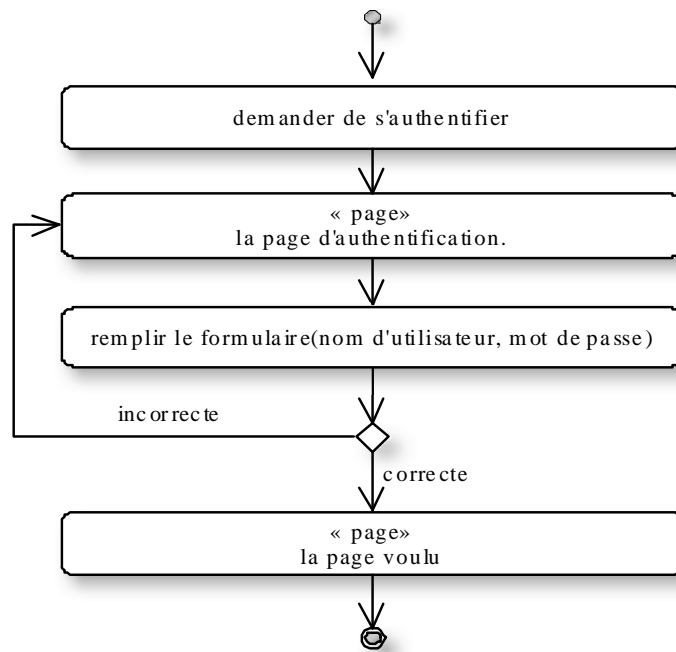 demander de s'authentifier
« page»
la page d'authentification.
remplir le formulaire(nom d'utilisateur, mot de passe)
incorrecte
correcte
« page»
la page voulu